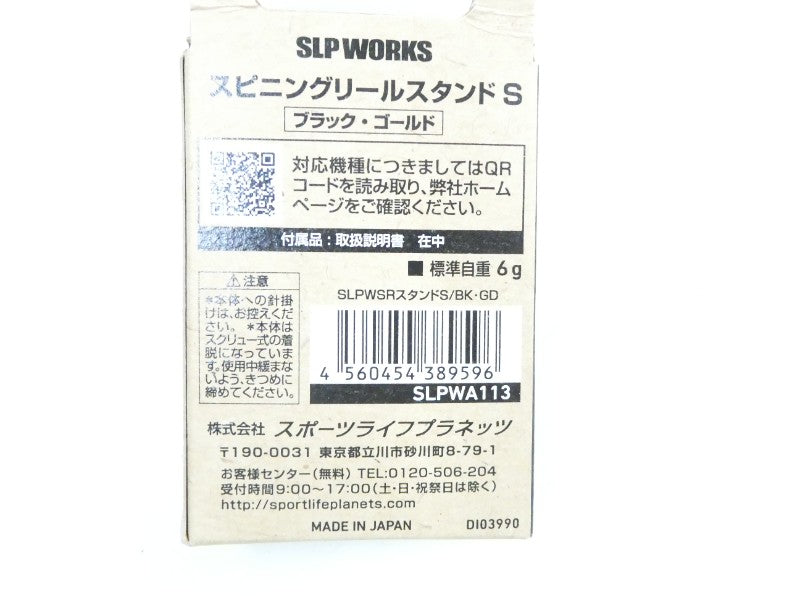 SLP WORKS
スピニングリールスタンド S
ブラック・ゴールド
対応機種につきましてはQR
コードを読み取り、弊社ホーム
ページをご確認ください。
付属品:取扱説明書 在中
■ 標準自重 6g
⚠ 注意
*本体への針掛
けは、お控えくだ
さい。 *本体は
スクリュー式の着
脱になっていま
す。使用中緩まな
いよう、きつめに
締めてください。
SLPWSRスタンドS/BK・GD
4 560454 389596
SLPWA113
株式会社 スポーツライフプラネッツ
〒190-0031 東京都立川市砂川町8-79-1
お客様センター(無料) TEL:0120-506-204
受付時間9:00〜17:00(土・日・祝祭日は除く)
http://sportlifeplanets.com/
MADE IN JAPAN DI03990